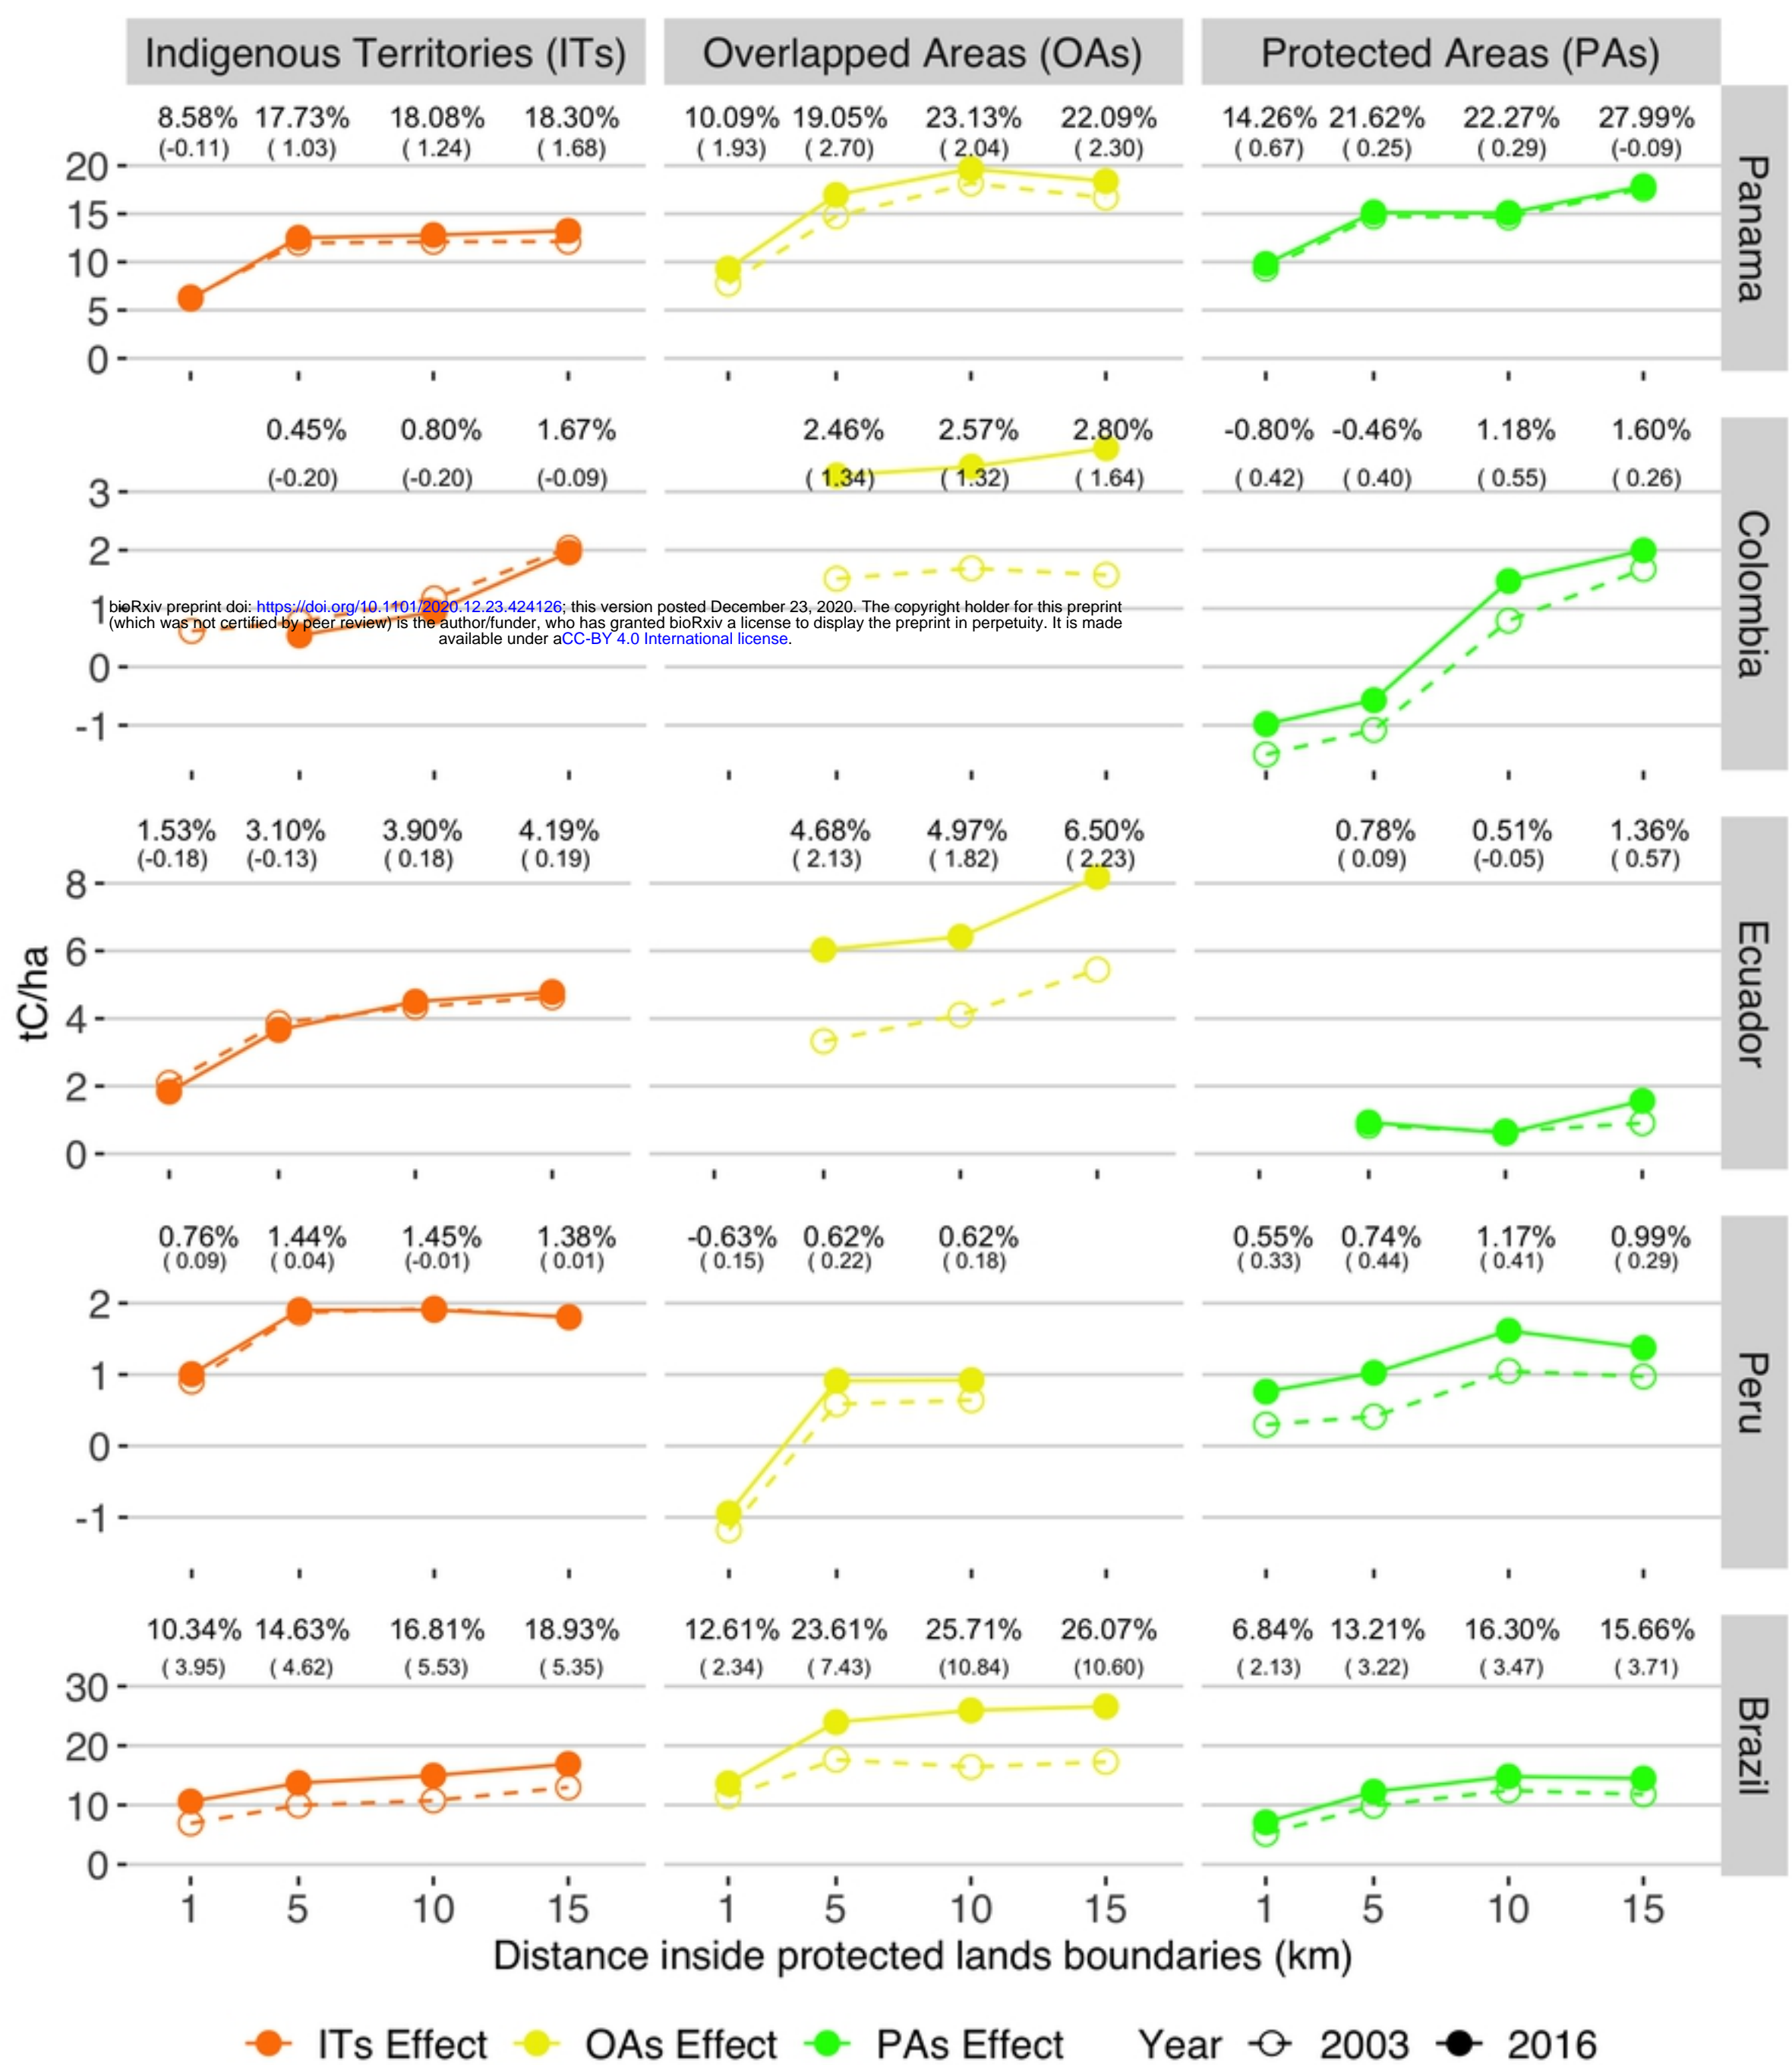 Indigenous Territories (ITs) Overlapped Areas (OAs) Protected Areas (PAs)
8.58% 17.73% 18.08% 18.30% 10.09% 19.05% 23.13% 22.09% 14.26% 21.62% 22.27% 27.99%
(-0.11) ( 1.03) ( 1.24) ( 1.68) ( 1.93) ( 2.70) ( 2.04) ( 2.30) ( 0.67) ( 0.25) ( 0.29) (-0.09)
20
15
10
5
0
Panama
0.45% 0.80% 1.67% 2.46% 2.57% 2.80% -0.80% -0.46% 1.18% 1.60%
(-0.20) (-0.20) (-0.09) ( 1.34) ( 1.32) ( 1.64) ( 0.42) ( 0.40) ( 0.55) ( 0.26)
3
2
1
0
-1
Colombia
bioRxiv preprint doi: https://doi.org/10.1101/2020.12.23.424126; this version posted December 23, 2020. The copyright holder for this preprint
(which was not certified by peer review) is the author/funder, who has granted bioRxiv a license to display the preprint in perpetuity. It is made
available under aCC-BY 4.0 International license.
1.53% 3.10% 3.90% 4.19% 4.68% 4.97% 6.50% 0.78% 0.51% 1.36%
(-0.18) (-0.13) ( 0.18) ( 0.19) ( 2.13) ( 1.82) ( 2.23) ( 0.09) (-0.05) ( 0.57)
8
6
4
2
0
Ecuador
tC/ha
0.76% 1.44% 1.45% 1.38% -0.63% 0.62% 0.62% 0.55% 0.74% 1.17% 0.99%
( 0.09) ( 0.04) (-0.01) ( 0.01) ( 0.15) ( 0.22) ( 0.18) ( 0.33) ( 0.44) ( 0.41) ( 0.29)
2
1
0
-1
Peru
10.34% 14.63% 16.81% 18.93% 12.61% 23.61% 25.71% 26.07% 6.84% 13.21% 16.30% 15.66%
( 3.95) ( 4.62) ( 5.53) ( 5.35) ( 2.34) ( 7.43) (10.84) (10.60) ( 2.13) ( 3.22) ( 3.47) ( 3.71)
30
20
10
0
Brazil
1 5 10 15 1 5 10 15 1 5 10 15
Distance inside protected lands boundaries (km)
ITs Effect OAs Effect PAs Effect Year 2003 2016